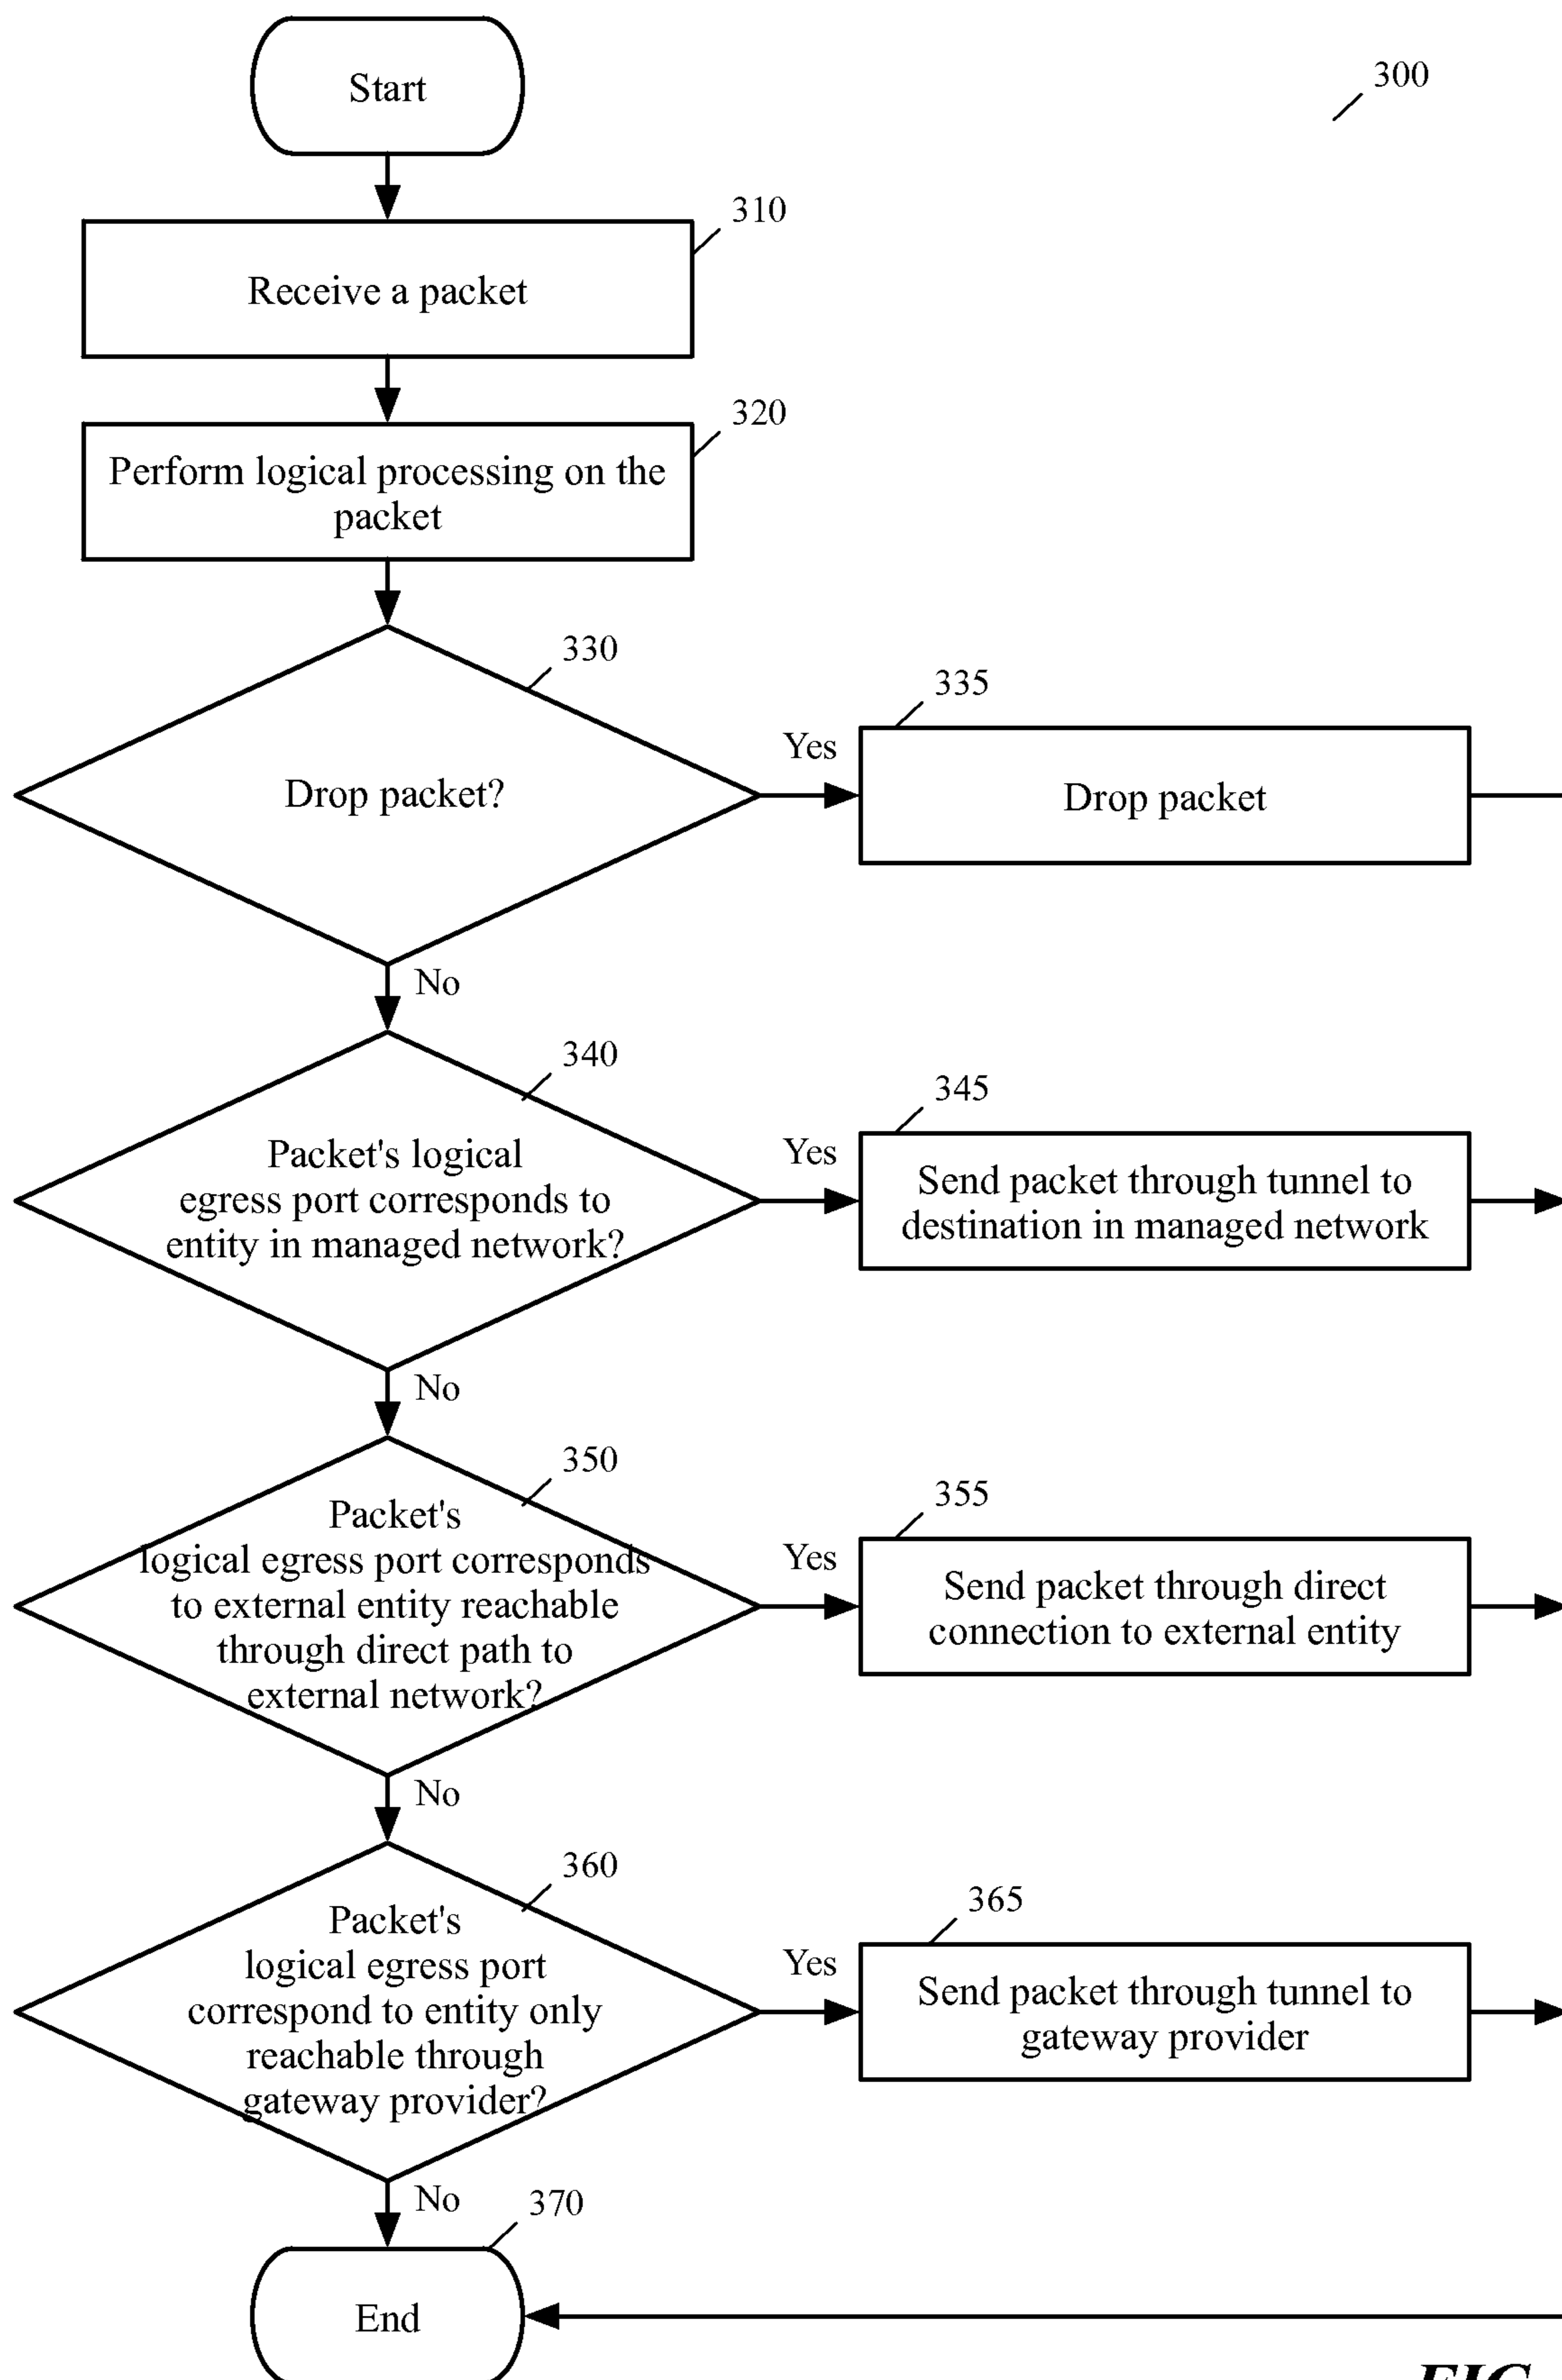 Start
300
310
Receive a packet
320
Perform logical processing on the
packet
330
Drop packet?
Yes
335
Drop packet
No
340
Packet's logical
egress port corresponds to
entity in managed network?
Yes
345
Send packet through tunnel to
destination in managed network
No
350
Packet's
logical egress port corresponds
to external entity reachable
through direct path to
external network?
Yes
355
Send packet through direct
connection to external entity
No
360
Packet's
logical egress port
correspond to entity only
reachable through
gateway provider?
Yes
365
Send packet through tunnel to
gateway provider
No
370
End